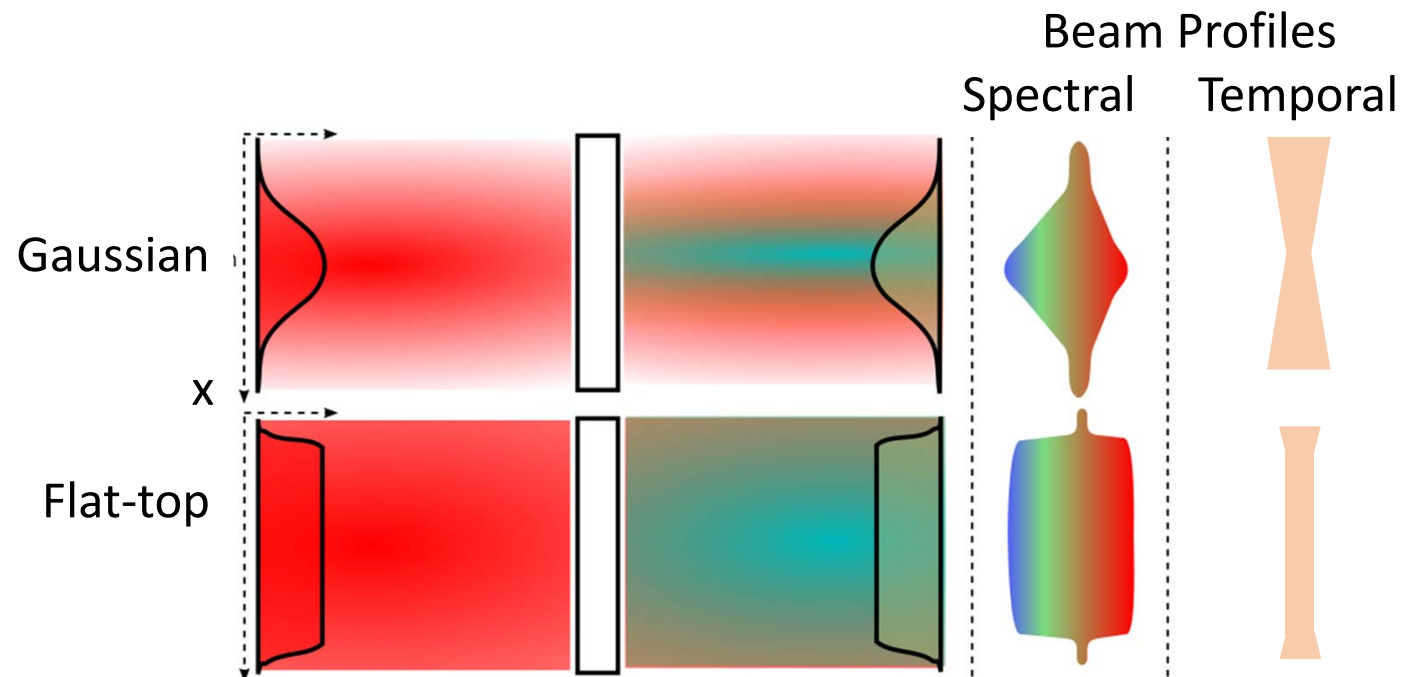 Beam Profiles
Spectral Temporal
Gaussian
x
Flat-top